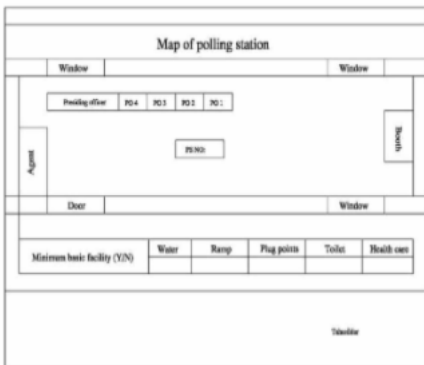 Map of polling station
Window Window
Presiding officer PO 4 PO 3 PO 2 PO 1
Agent
PS NO:
Booth
Door Window
Minimum basic facility (Y/N) Water Ramp Plug points Toilet Health care
Tahsildar